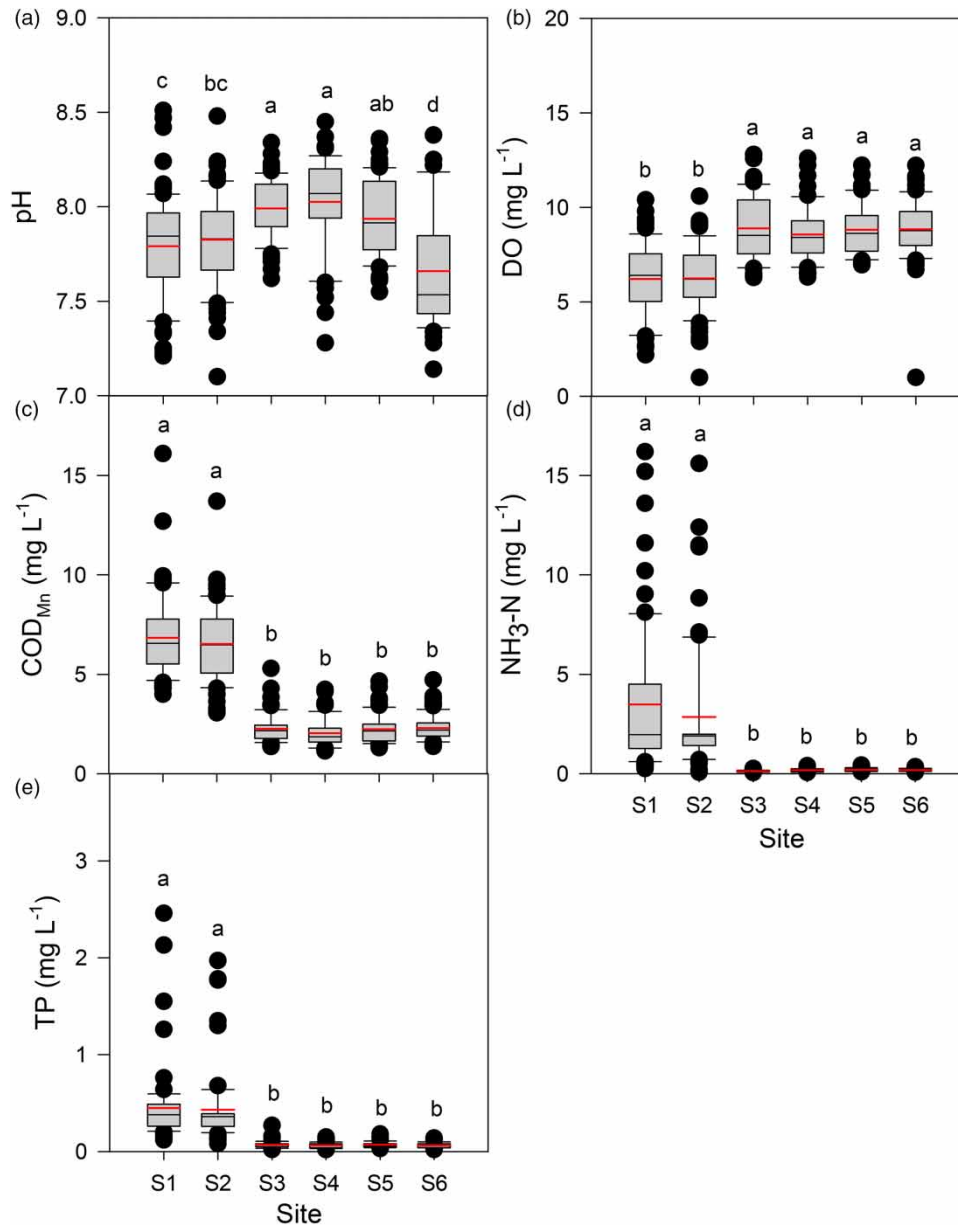 (a)
9.0
8.5
8.0
7.5
7.0
pH
c bc a a ab d
(b)
20
15
10
5
0
DO (mg L⁻¹)
b b a a a a
(c)
15
10
5
0
COD_Mn (mg L⁻¹)
a a b b b b
(d)
15
10
5
0
NH3-N (mg L⁻¹)
a a b b b b
S1 S2 S3 S4 S5 S6
Site
(e)
3
2
1
0
TP (mg L⁻¹)
a a b b b b
S1 S2 S3 S4 S5 S6
Site